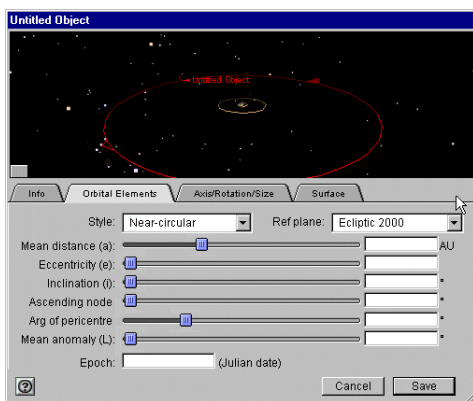 Untitled Object
Untitled Object
Info Orbital Elements Axis/Rotation/Size Surface
Style: Near-circular Ref plane: Ecliptic 2000
Mean distance (a): AU
Eccentricity (e):
Inclination (i): °
Ascending node °
Arg of pericentre °
Mean anomaly (L): °
Epoch: (Julian date)
? Cancel Save